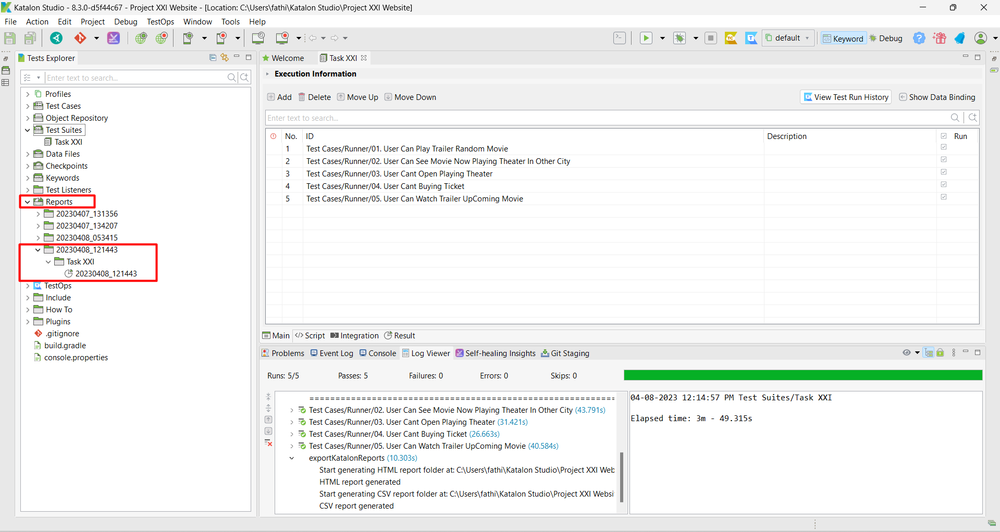 Katalon Studio - 8.3.0-d5f44c67 - Project XXI Website - [Location: C:\Users\fathi\Katalon Studio\Project XXI Website]
File Action Edit Project Debug TestOps Window Tools Help
default Keyword Debug
Tests Explorer
Enter text to search...
Profiles
Test Cases
Object Repository
Test Suites
Task XXI
Data Files
Checkpoints
Keywords
Test Listeners
Reports
20230407_131356
20230407_134207
20230408_053415
20230408_121443
Task XXI
20230408_121443
TestOps
Include
How To
Plugins
.gitignore
build.gradle
console.properties
Welcome Task XXI
Execution Information
Add Delete Move Up Move Down View Test Run History Show Data Binding
Enter text to search...
No. ID Description Run
1 Test Cases/Runner/01. User Can Play Trailer Random Movie
2 Test Cases/Runner/02. User Can See Movie Now Playing Theater In Other City
3 Test Cases/Runner/03. User Cant Open Playing Theater
4 Test Cases/Runner/04. User Cant Buying Ticket
5 Test Cases/Runner/05. User Can Watch Trailer UpComing Movie
Main </> Script Integration Result
Problems Event Log Console Log Viewer Self-healing Insights Git Staging
Runs: 5/5 Passes: 5 Failures: 0 Errors: 0 Skips: 0
===========================================================
Test Cases/Runner/02. User Can See Movie Now Playing Theater In Other City (43.791s)
Test Cases/Runner/03. User Cant Open Playing Theater (31.421s)
Test Cases/Runner/04. User Cant Buying Ticket (26.663s)
Test Cases/Runner/05. User Can Watch Trailer UpComing Movie (40.584s)
exportKatalonReports (10.303s)
Start generating HTML report folder at: C:\Users\fathi\Katalon Studio\Project XXI Web
HTML report generated
Start generating CSV report folder at: C:\Users\fathi\Katalon Studio\Project XXI Websi
CSV report generated
04-08-2023 12:14:57 PM Test Suites/Task XXI
Elapsed time: 3m - 49.315s